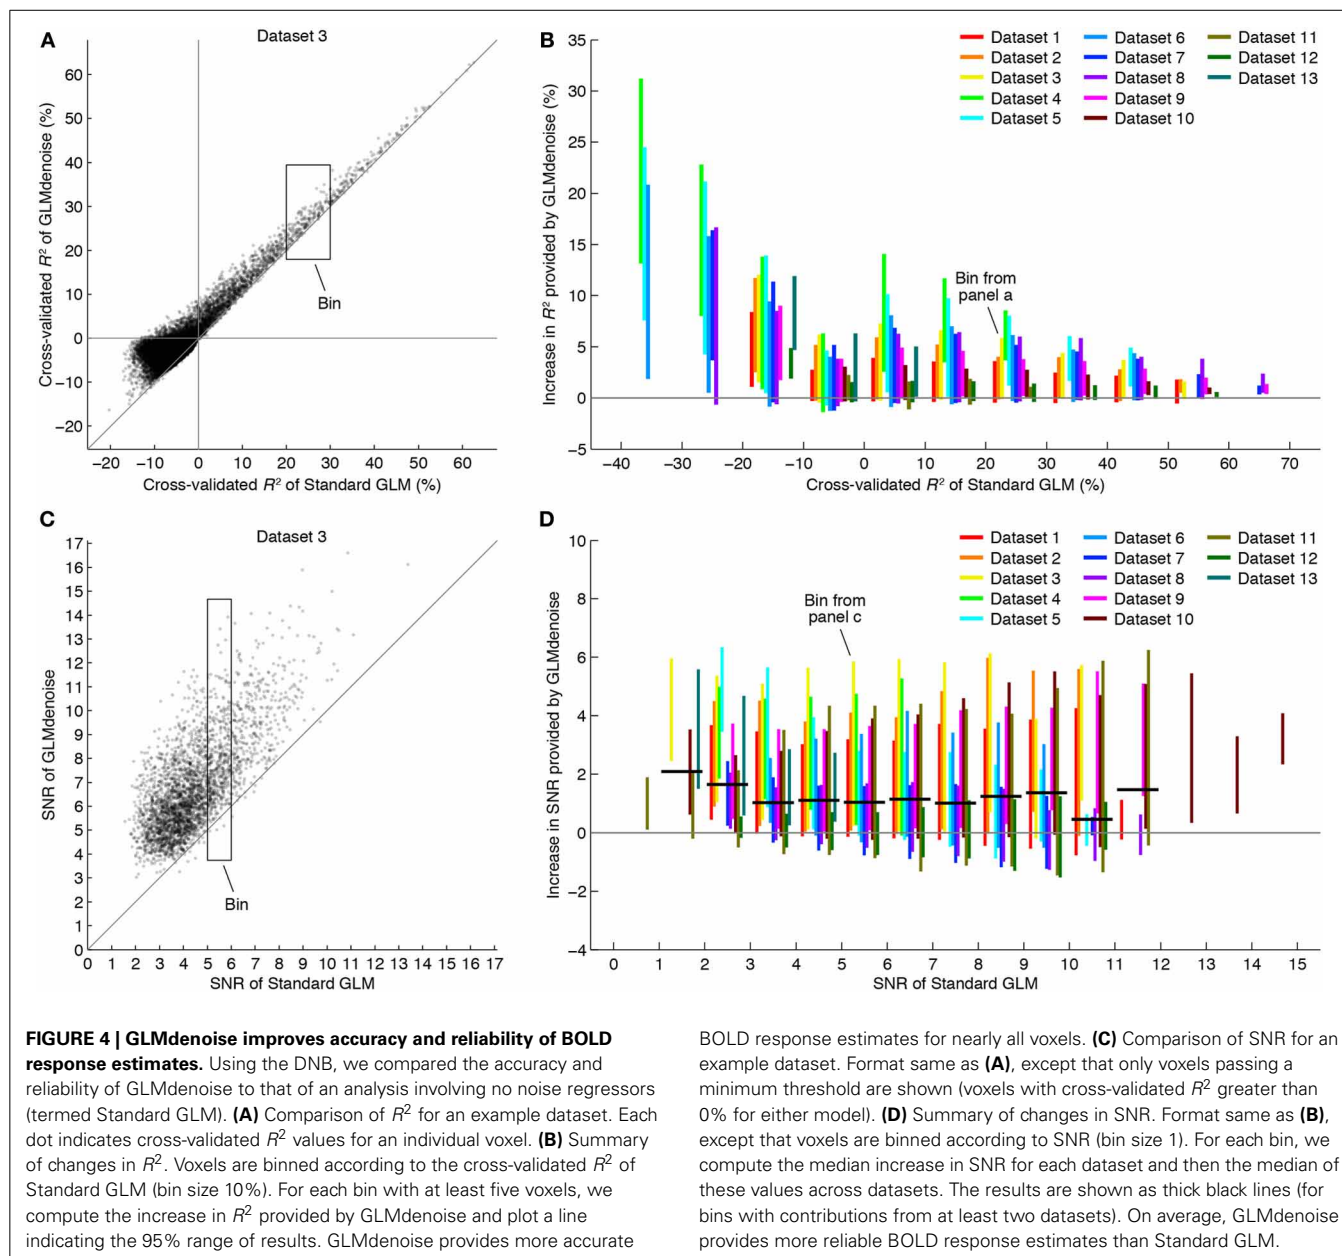 A
Dataset 3
60
50
40
30
20
10
0
−10
−20
Cross-validated R² of GLMdenoise (%)
Bin
−20 −10 0 10 20 30 40 50 60
Cross-validated R² of Standard GLM (%)
B
35
30
25
20
15
10
5
0
−5
Increase in R² provided by GLMdenoise (%)
Dataset 1
Dataset 2
Dataset 3
Dataset 4
Dataset 5
Dataset 6
Dataset 7
Dataset 8
Dataset 9
Dataset 10
Dataset 11
Dataset 12
Dataset 13
Bin from
panel a
−40 −30 −20 −10 0 10 20 30 40 50 60 70
Cross-validated R² of Standard GLM (%)
C
Dataset 3
17
16
15
14
13
12
11
10
9
8
7
6
5
4
3
2
1
0
SNR of GLMdenoise
Bin
0 1 2 3 4 5 6 7 8 9 10 11 12 13 14 15 16 17
SNR of Standard GLM
D
10
8
6
4
2
0
−2
−4
Increase in SNR provided by GLMdenoise
Dataset 1
Dataset 2
Dataset 3
Dataset 4
Dataset 5
Dataset 6
Dataset 7
Dataset 8
Dataset 9
Dataset 10
Dataset 11
Dataset 12
Dataset 13
Bin from
panel c
0 1 2 3 4 5 6 7 8 9 10 11 12 13 14 15
SNR of Standard GLM
FIGURE 4 | GLMdenoise improves accuracy and reliability of BOLD
response estimates. Using the DNB, we compared the accuracy and
reliability of GLMdenoise to that of an analysis involving no noise regressors
(termed Standard GLM). (A) Comparison of R² for an example dataset. Each
dot indicates cross-validated R² values for an individual voxel. (B) Summary
of changes in R². Voxels are binned according to the cross-validated R² of
Standard GLM (bin size 10%). For each bin with at least five voxels, we
compute the increase in R² provided by GLMdenoise and plot a line
indicating the 95% range of results. GLMdenoise provides more accurate
BOLD response estimates for nearly all voxels. (C) Comparison of SNR for an
example dataset. Format same as (A), except that only voxels passing a
minimum threshold are shown (voxels with cross-validated R² greater than
0% for either model). (D) Summary of changes in SNR. Format same as (B),
except that voxels are binned according to SNR (bin size 1). For each bin, we
compute the median increase in SNR for each dataset and then the median of
these values across datasets. The results are shown as thick black lines (for
bins with contributions from at least two datasets). On average, GLMdenoise
provides more reliable BOLD response estimates than Standard GLM.